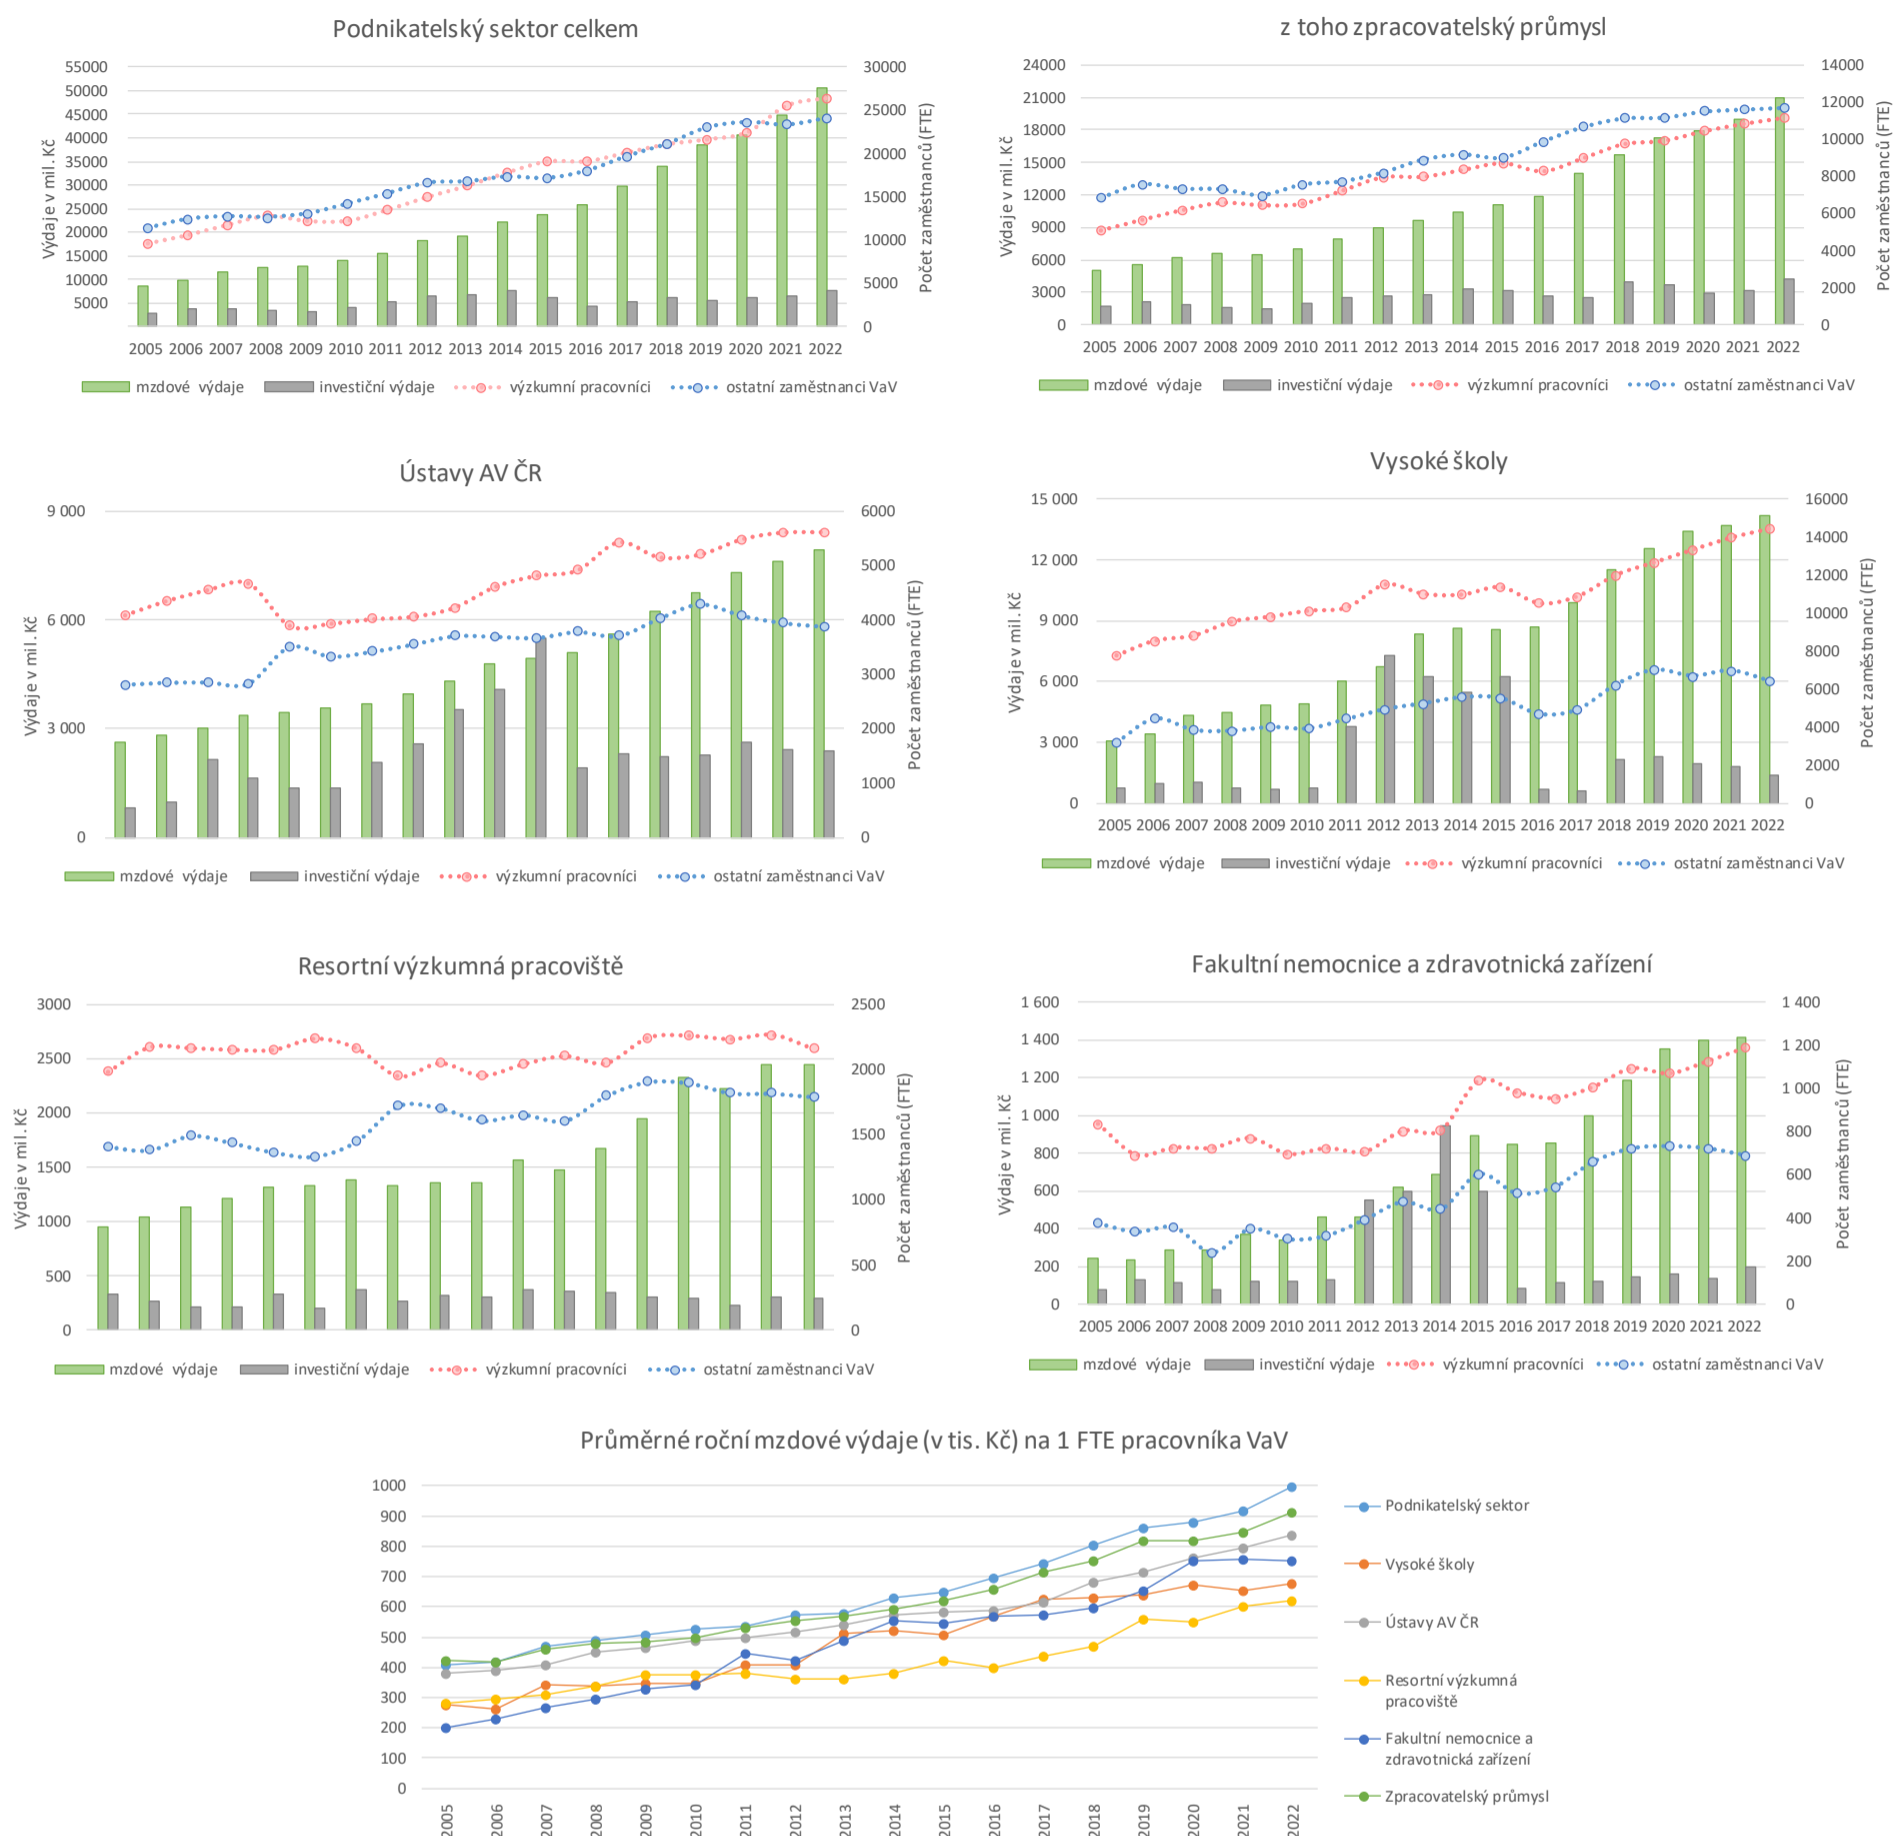 Podnikatelský sektor celkem
55000
50000
45000
40000
35000
30000
25000
20000
15000
10000
5000
Výdaje v mil. Kč
30000
25000
20000
15000
10000
5000
0
Počet zaměstnanců (FTE)
2005 2006 2007 2008 2009 2010 2011 2012 2013 2014 2015 2016 2017 2018 2019 2020 2021 2022
mzdové výdaje investiční výdaje výzkumní pracovníci ostatní zaměstnanci VaV
z toho zpracovatelský průmysl
24000
21000
18000
15000
12000
9000
6000
3000
0
Výdaje v mil. Kč
14000
12000
10000
8000
6000
4000
2000
0
Počet zaměstnanců (FTE)
2005 2006 2007 2008 2009 2010 2011 2012 2013 2014 2015 2016 2017 2018 2019 2020 2021 2022
mzdové výdaje investiční výdaje výzkumní pracovníci ostatní zaměstnanci VaV
Ústavy AV ČR
9 000
6 000
3 000
0
Výdaje v mil. Kč
6000
5000
4000
3000
2000
1000
0
Počet zaměstnanců (FTE)
mzdové výdaje investiční výdaje výzkumní pracovníci ostatní zaměstnanci VaV
Vysoké školy
15 000
12 000
9 000
6 000
3 000
0
Výdaje v mil. Kč
16000
14000
12000
10000
8000
6000
4000
2000
0
Počet zaměstnanců (FTE)
2005 2006 2007 2008 2009 2010 2011 2012 2013 2014 2015 2016 2017 2018 2019 2020 2021 2022
mzdové výdaje investiční výdaje výzkumní pracovníci ostatní zaměstnanci VaV
Resortní výzkumná pracoviště
3000
2500
2000
1500
1000
500
0
Výdaje v mil. Kč
2500
2000
1500
1000
500
0
Počet zaměstnanců (FTE)
mzdové výdaje investiční výdaje výzkumní pracovníci ostatní zaměstnanci VaV
Fakultní nemocnice a zdravotnická zařízení
1 600
1 400
1 200
1 000
800
600
400
200
0
Výdaje v mil. Kč
1 400
1 200
1 000
800
600
400
200
0
Počet zaměstnanců (FTE)
2005 2006 2007 2008 2009 2010 2011 2012 2013 2014 2015 2016 2017 2018 2019 2020 2021 2022
mzdové výdaje investiční výdaje výzkumní pracovníci ostatní zaměstnanci VaV
Průměrné roční mzdové výdaje (v tis. Kč) na 1 FTE pracovníka VaV
1000
900
800
700
600
500
400
300
200
100
0
2005 2006 2007 2008 2009 2010 2011 2012 2013 2014 2015 2016 2017 2018 2019 2020 2021 2022
Podnikatelský sektor
Vysoké školy
Ústavy AV ČR
Resortní výzkumná
pracoviště
Fakultní nemocnice a
zdravotnická zařízení
Zpracovatelský průmysl